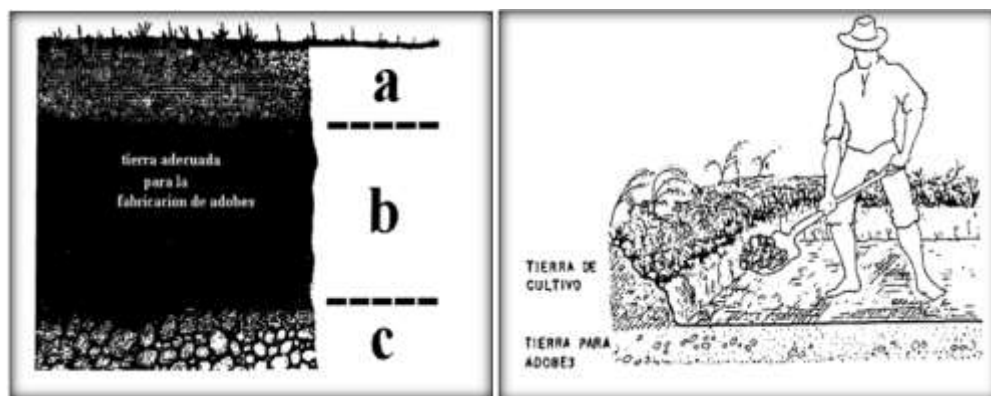 a
tierra adecuada
para la
fabricacion de adobes
b
c
TIERRA DE
CULTIVO
TIERRA PARA
ADOBES